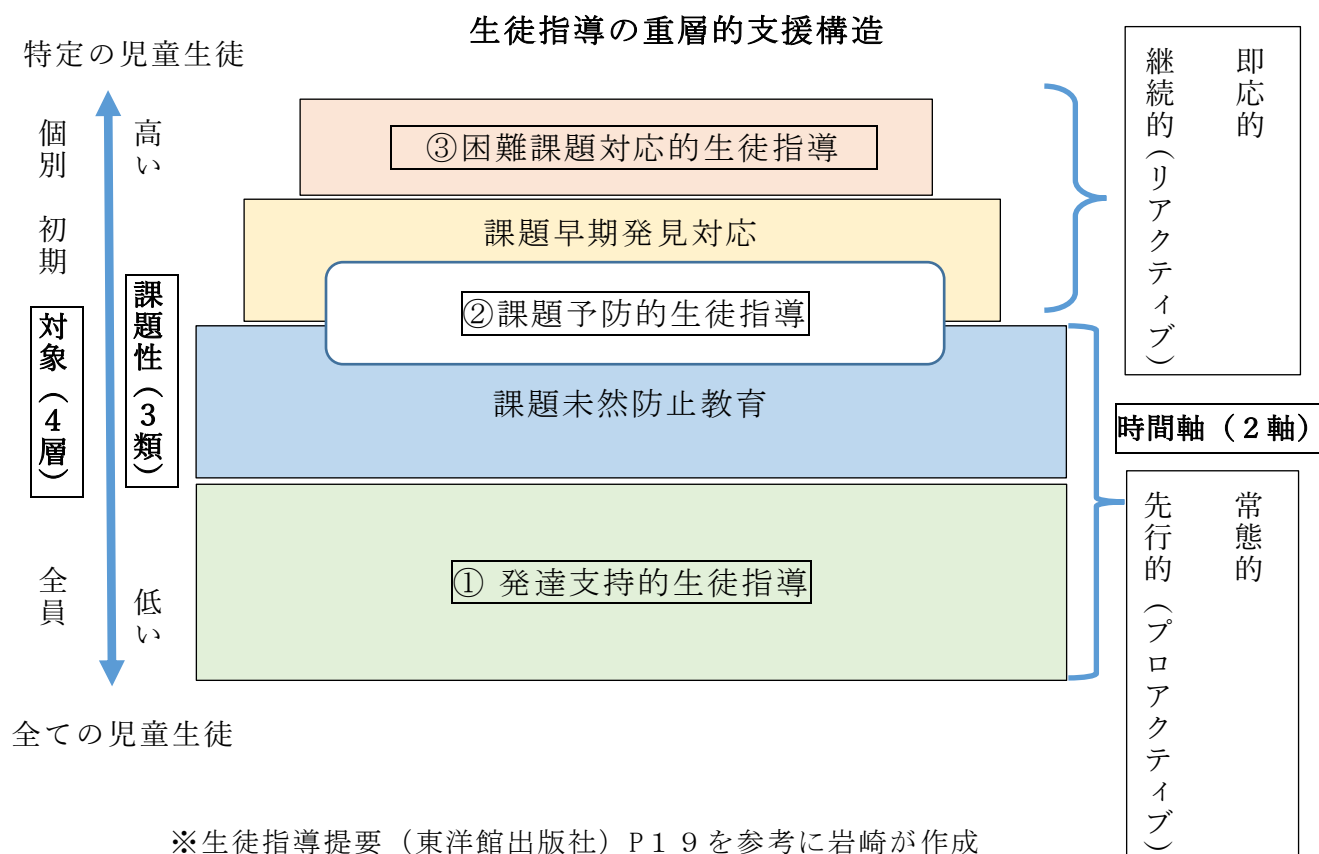 生徒指導の重層的支援構造
特定の児童生徒
個別
初期
対象（4層）
全員
高い
課題性（3類）
低い
全ての児童生徒
③困難課題対応的生徒指導
課題早期発見対応
②課題予防的生徒指導
課題未然防止教育
① 発達支持的生徒指導
即応的
継続的（リアクティブ）
時間軸（２軸）
常態的
先行的（プロアクティブ）
※生徒指導提要（東洋館出版社）P１９を参考に岩崎が作成